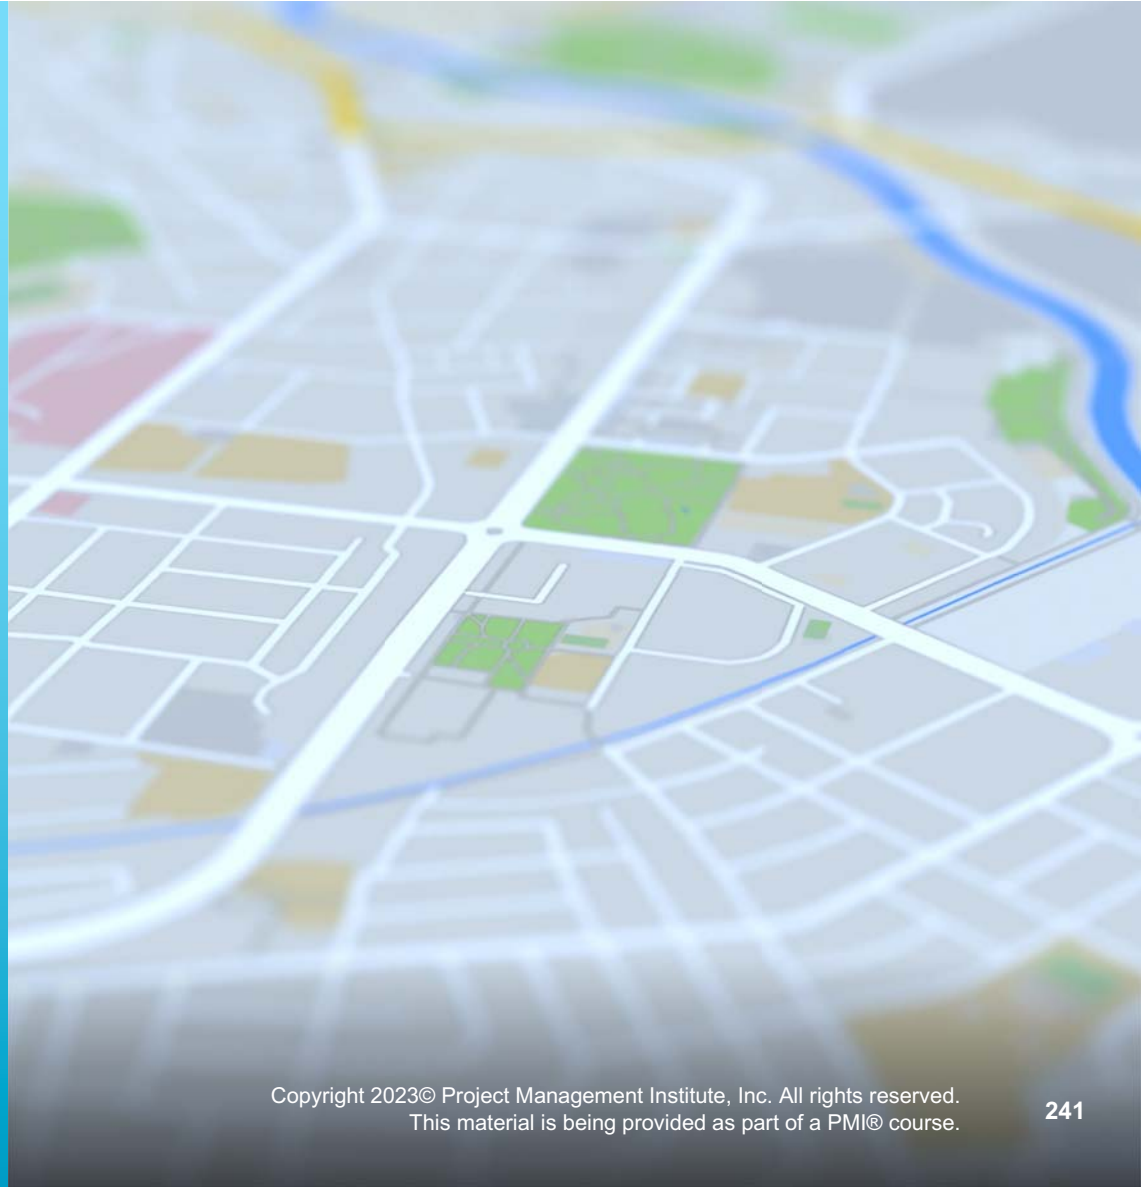 Copyright 2023© Project Management Institute, Inc. All rights reserved.
This material is being provided as part of a PMI® course.
241